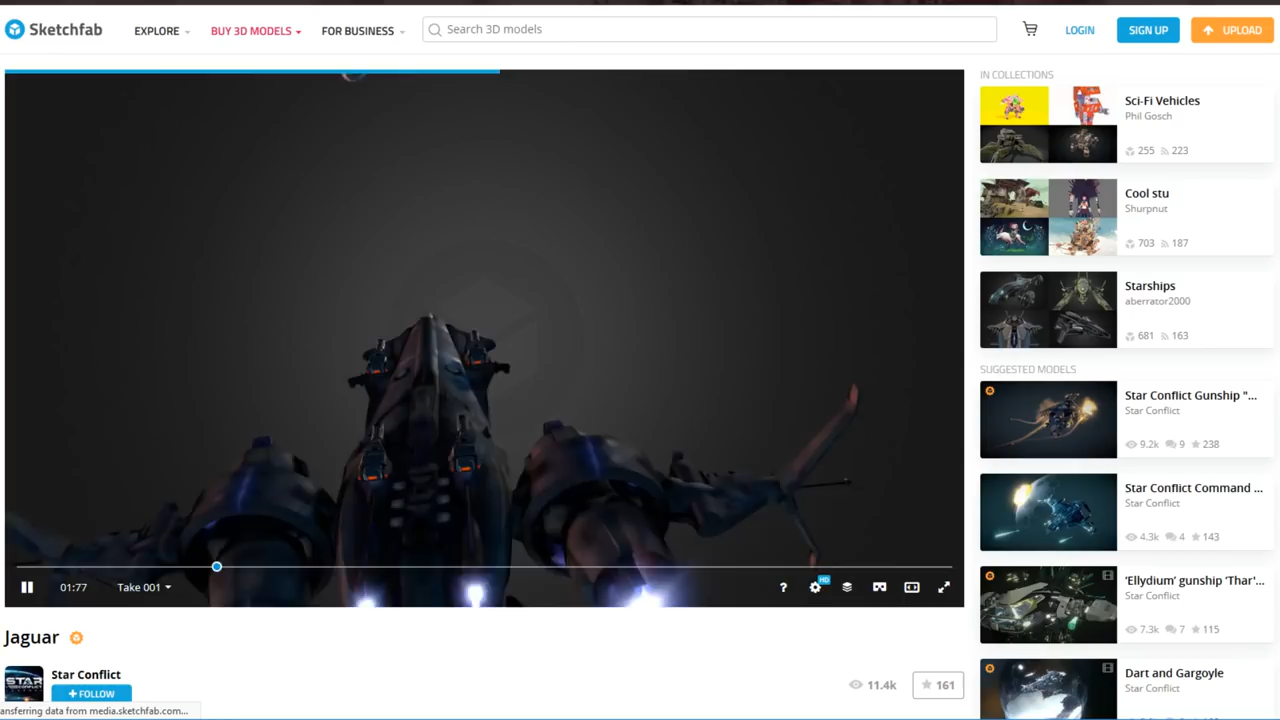 Sketchfab
EXPLORE
BUY 3D MODELS
FOR BUSINESS
Search 3D models
LOGIN
SIGN UP
UPLOAD
IN COLLECTIONS
Sci-Fi Vehicles
Phil Gosch
255 223
Cool stu
Shurpnut
703 187
Starships
aberrator2000
681 163
SUGGESTED MODELS
Star Conflict Gunship "...
Star Conflict
9.2k 9 238
Star Conflict Command ...
Star Conflict
4.3k 4 143
'Ellydium' gunship 'Thar'...
Star Conflict
7.3k 7 115
Dart and Gargoyle
Star Conflict
01:77
Take 001
?
HD
Jaguar
STAR
Star Conflict
+ FOLLOW
11.4k
161
ansferring data from media.sketchfab.com...